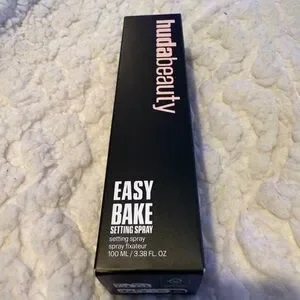 hudabeauty
EASY
BAKE
SETTING SPRAY
setting spray
spray fixateur
100 ML / 3.38 FL. OZ